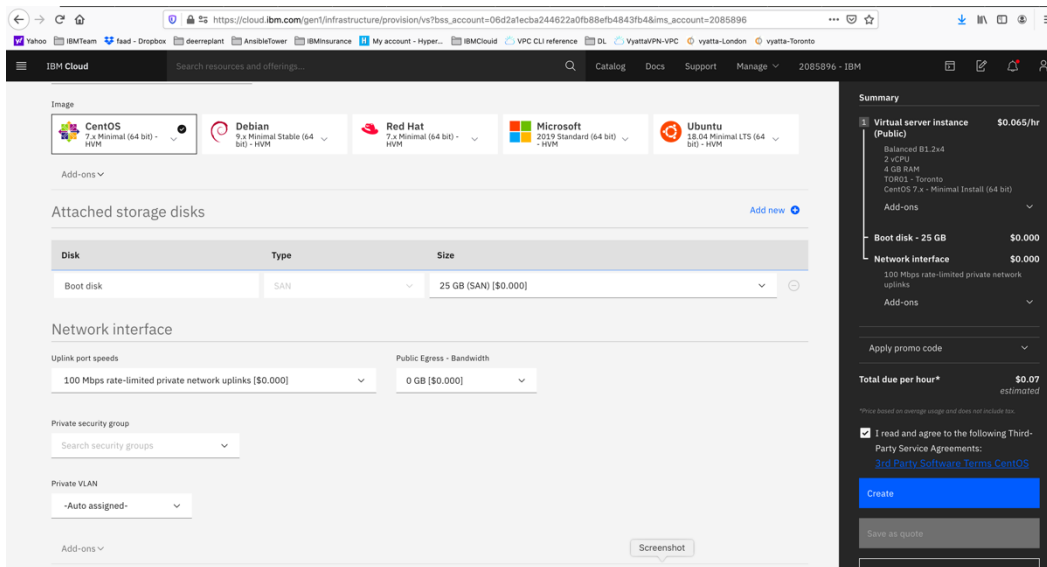 https://cloud.ibm.com/gen1/infrastructure/provision/vs?bss_account=06d2a1ecba244622a0fb88efb4843fb4&ims_account=2085896
Yahoo IBMTeam faad - Dropbox deerreplant AnsibleTower IBMInsurance My account - Hyper... IBMClouid VPC CLI reference DL VyattaVPN-VPC vyatta-London vyatta-Toronto
IBM Cloud Search resources and offerings... Catalog Docs Support Manage 2085896 - IBM
Image
CentOS
7.x Minimal (64 bit) -
HVM
Debian
9.x Minimal Stable (64
bit) - HVM
Red Hat
7.x Minimal (64 bit) -
HVM
Microsoft
2019 Standard (64 bit)
- HVM
Ubuntu
18.04 Minimal LTS (64
bit) - HVM
Add-ons
Attached storage disks Add new
Disk Type Size
Boot disk SAN 25 GB (SAN) [$0.000]
Network interface
Uplink port speeds Public Egress - Bandwidth
100 Mbps rate-limited private network uplinks [$0.000] 0 GB [$0.000]
Private security group
Search security groups
Private VLAN
-Auto assigned-
Add-ons
Screenshot
Summary
1 Virtual server instance $0.065/hr
(Public)
Balanced B1.2x4
2 vCPU
4 GB RAM
TOR01 - Toronto
CentOS 7.x - Minimal Install (64 bit)
Add-ons
Boot disk - 25 GB $0.000
Network interface $0.000
100 Mbps rate-limited private network
uplinks
Add-ons
Apply promo code
Total due per hour* $0.07
estimated
*Price based on average usage and does not include tax.
I read and agree to the following Third-
Party Service Agreements:
3rd Party Software Terms CentOS
Create
Save as quote